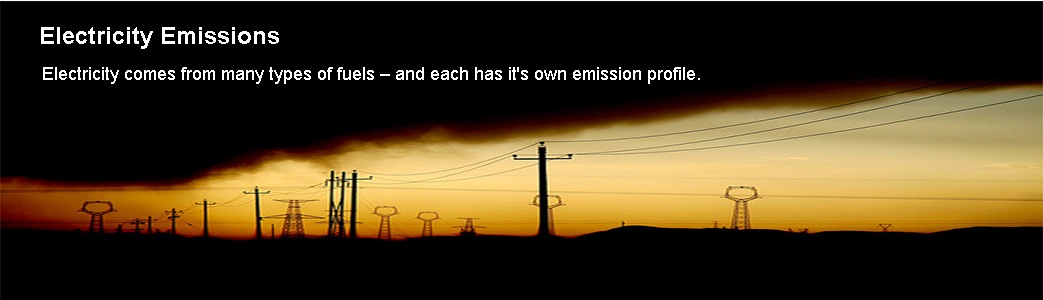 Electricity Emissions
Electricity comes from many types of fuels – and each has it's own emission profile.